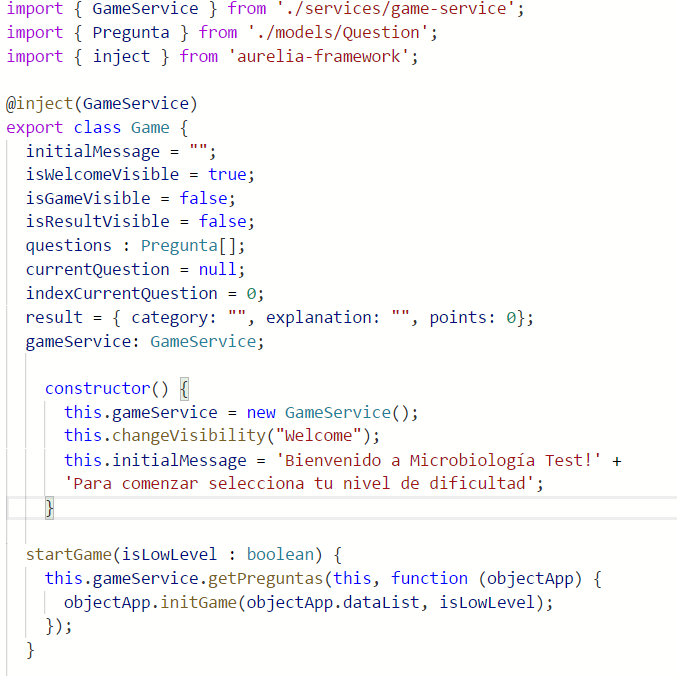 import { GameService } from './services/game-service';
import { Pregunta } from './models/Question';
import { inject } from 'aurelia-framework';

@inject(GameService)
export class Game {
  initialMessage = "";
  isWelcomeVisible = true;
  isGameVisible = false;
  isResultVisible = false;
  questions : Pregunta[];
  currentQuestion = null;
  indexCurrentQuestion = 0;
  result = { category: "", explanation: "", points: 0};
  gameService: GameService;

    constructor() {
      this.gameService = new GameService();
      this.changeVisibility("Welcome");
      this.initialMessage = 'Bienvenido a Microbiología Test!' +
      'Para comenzar selecciona tu nivel de dificultad';
    }

  startGame(isLowLevel : boolean) {
    this.gameService.getPreguntas(this, function (objectApp) {
      objectApp.initGame(objectApp.dataList, isLowLevel);
    });
  }